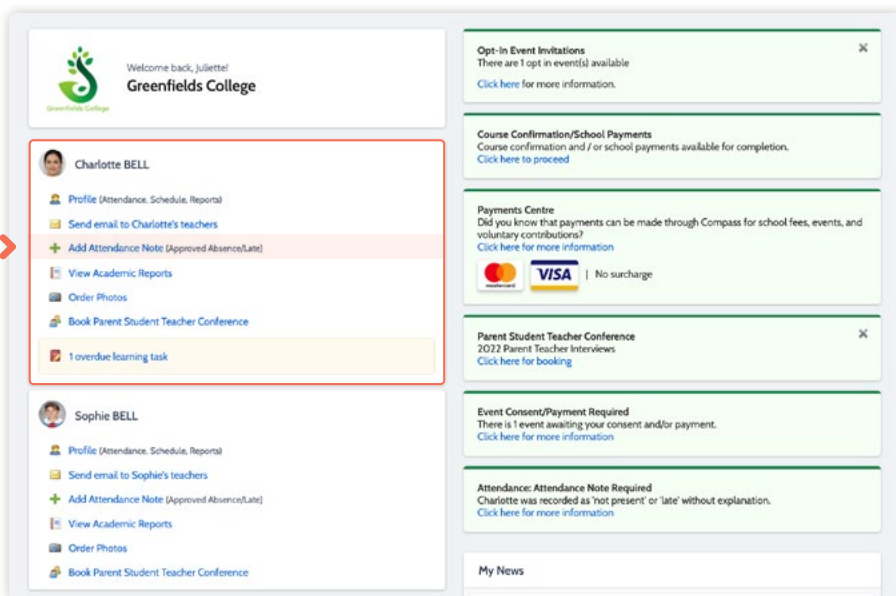 Welcome back, Juliette!
Greenfields College
Greenfields College
Charlotte BELL
Profile (Attendance, Schedule, Reports)
Send email to Charlotte's teachers
Add Attendance Note (Approved Absence/Late)
View Academic Reports
Order Photos
Book Parent Student Teacher Conference
1 overdue learning task
Sophie BELL
Profile (Attendance, Schedule, Reports)
Send email to Sophie's teachers
Add Attendance Note (Approved Absence/Late)
View Academic Reports
Order Photos
Book Parent Student Teacher Conference
Opt-In Event Invitations
There are 1 opt in event(s) available
Click here for more information.
Course Confirmation/School Payments
Course confirmation and / or school payments available for completion.
Click here to proceed
Payments Centre
Did you know that payments can be made through Compass for school fees, events, and
voluntary contributions?
Click here for more information
mastercard VISA | No surcharge
Parent Student Teacher Conference
2022 Parent Teacher Interviews
Click here for booking
Event Consent/Payment Required
There is 1 event awaiting your consent and/or payment.
Click here for more information
Attendance: Attendance Note Required
Charlotte was recorded as 'not present' or 'late' without explanation.
Click here for more information
My News